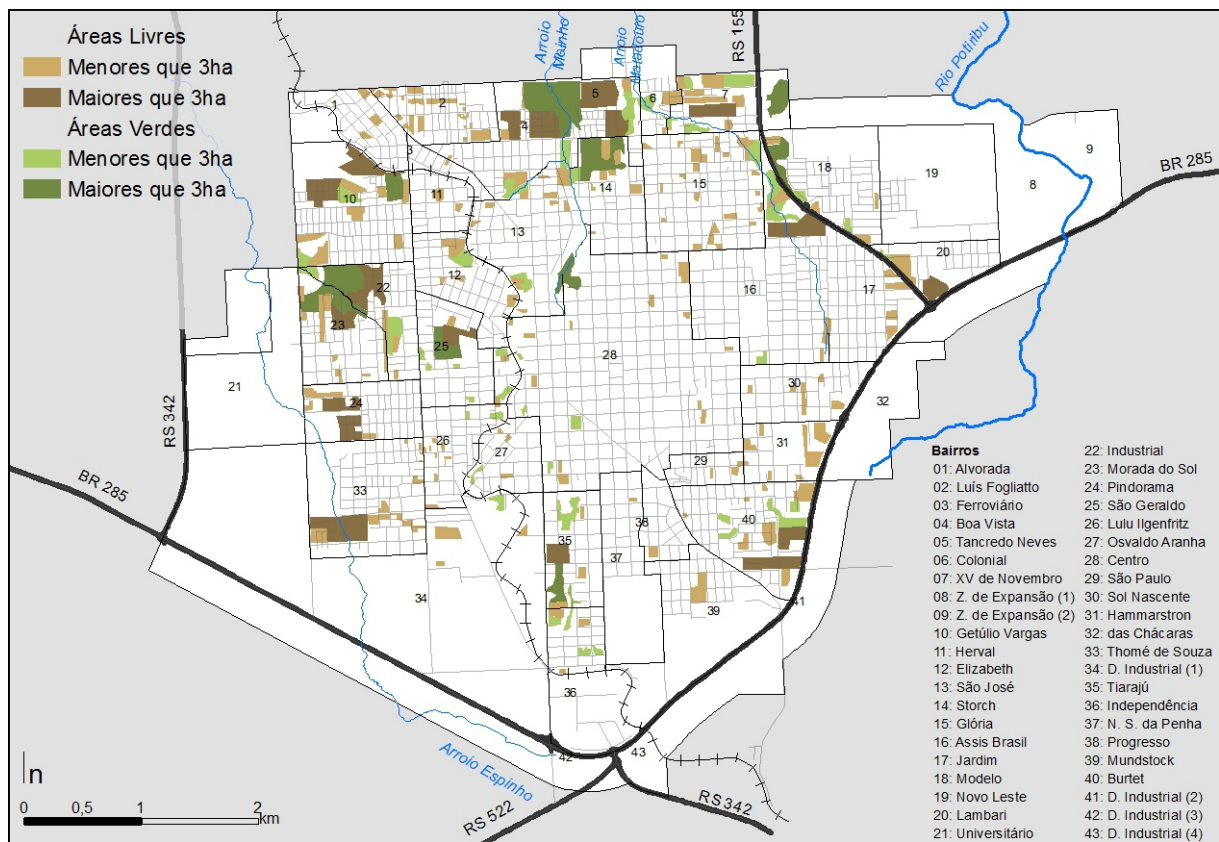 Áreas Livres
Menores que 3ha
Maiores que 3ha
Áreas Verdes
Menores que 3ha
Maiores que 3ha
Arroio
Moinho
Arroio
Matadouro
RS 155
Rio Potiribu
BR 285
RS 342
BR 285
Arroio Espinho
RS 522
RS 342
1
2
3
4
5
6
7
8
9
10
11
12
13
14
15
16
17
18
19
20
21
22
23
24
25
26
27
28
29
30
31
32
33
34
35
36
37
38
39
40
41
42
43
n
0 0,5 1 2
km
Bairros
01: Alvorada
02: Luís Fogliatto
03: Ferroviário
04: Boa Vista
05: Tancredo Neves
06: Colonial
07: XV de Novembro
08: Z. de Expansão (1)
09: Z. de Expansão (2)
10: Getúlio Vargas
11: Herval
12: Elizabeth
13: São José
14: Storch
15: Glória
16: Assis Brasil
17: Jardim
18: Modelo
19: Novo Leste
20: Lambari
21: Universitário
22: Industrial
23: Morada do Sol
24: Pindorama
25: São Geraldo
26: Lulu Ilgenfritz
27: Osvaldo Aranha
28: Centro
29: São Paulo
30: Sol Nascente
31: Hammarstron
32: das Chácaras
33: Thomé de Souza
34: D. Industrial (1)
35: Tiarajú
36: Independência
37: N. S. da Penha
38: Progresso
39: Mundstock
40: Burtet
41: D. Industrial (2)
42: D. Industrial (3)
43: D. Industrial (4)